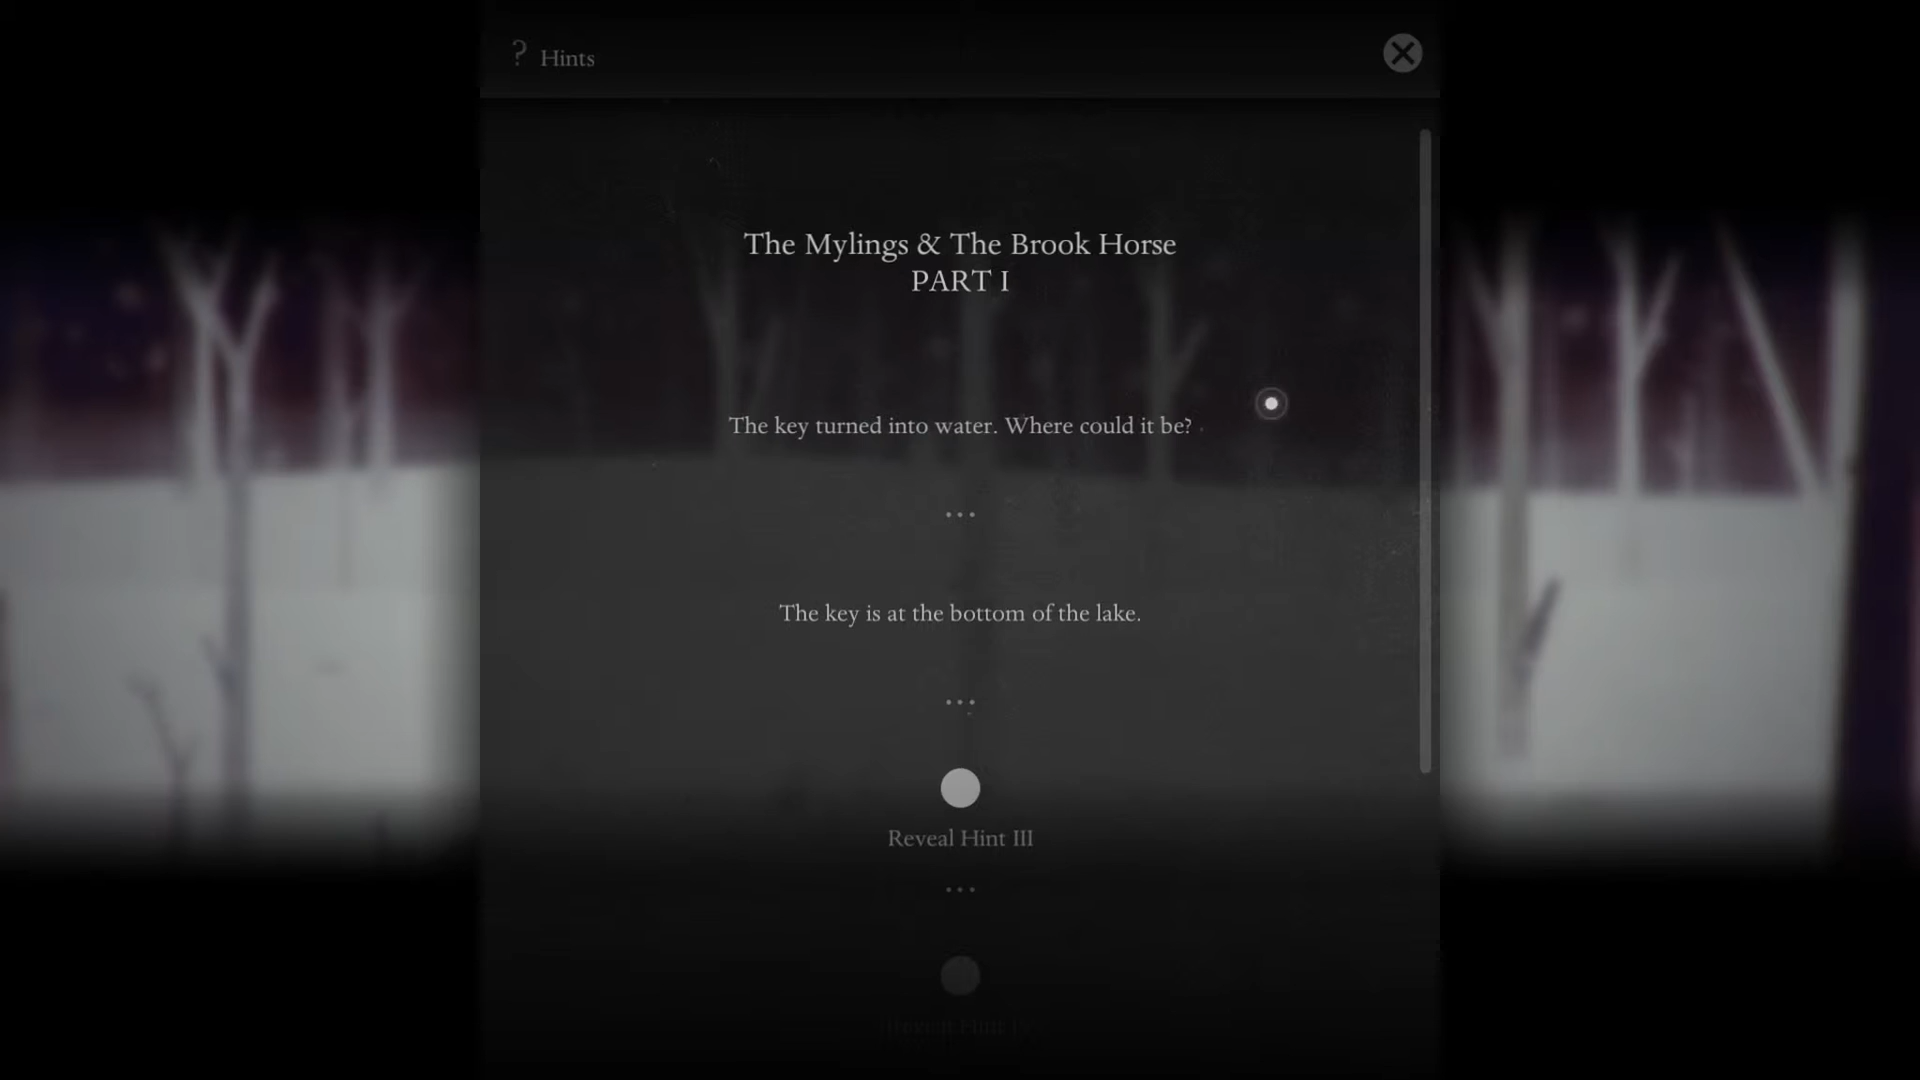 ? Hints
The Mylings & The Brook Horse
PART I
The key turned into water. Where could it be?
...
The key is at the bottom of the lake.
...
Reveal Hint III
...